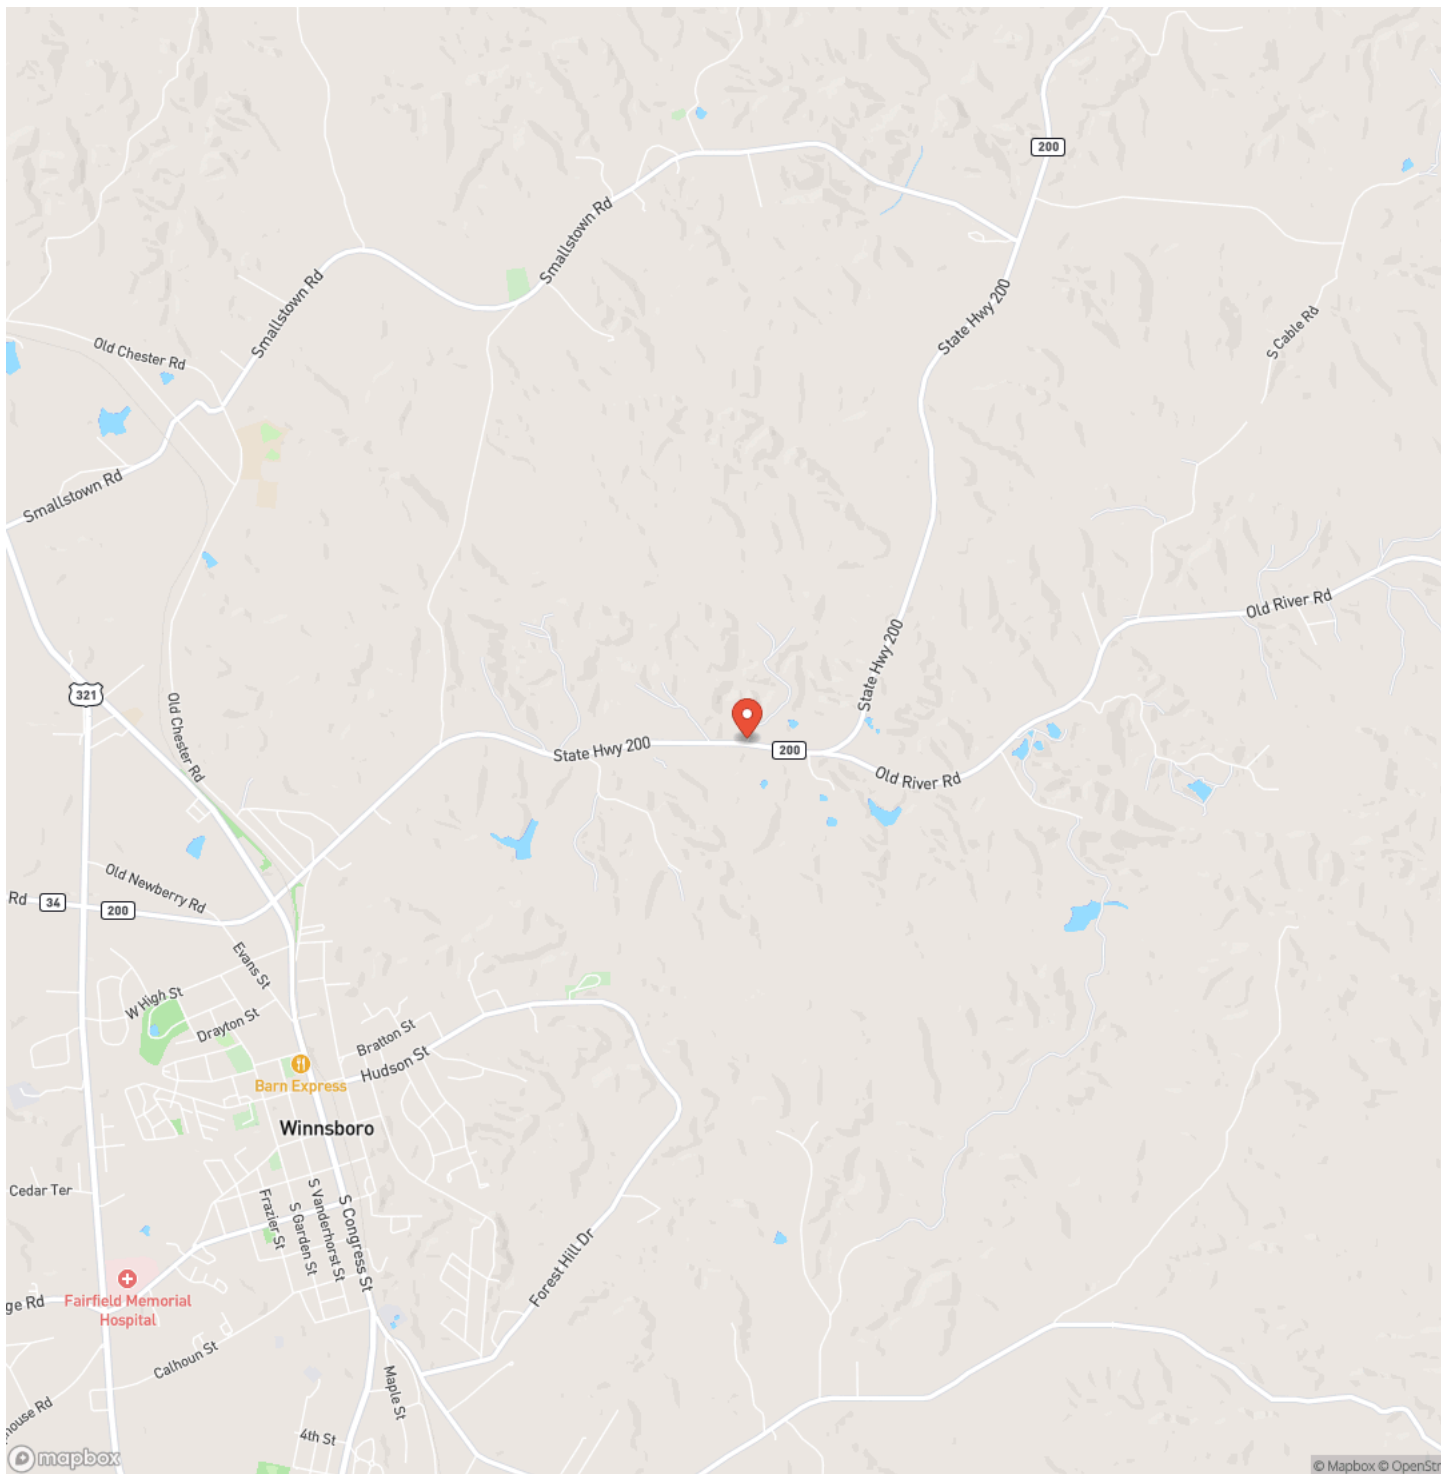 200
Smallstown Rd
Smallstown Rd
State Hwy 200
S Cable Rd
Old Chester Rd
Smallstown Rd
Old River Rd
State Hwy 200
321
Old Chester Rd
State Hwy 200
200
Old River Rd
Old Newberry Rd
Rd
34
200
Evans St
W High St
Drayton St
Bratton St
Hudson St
Barn Express
Winnsboro
Cedar Ter
Frazier St
S Garden St
S Vanderhorst St
S Congress St
Forest Hill Dr
ge Rd
Fairfield Memorial
Hospital
Calhoun St
Maple St
house Rd
4th St
mapbox
© Mapbox © OpenStr